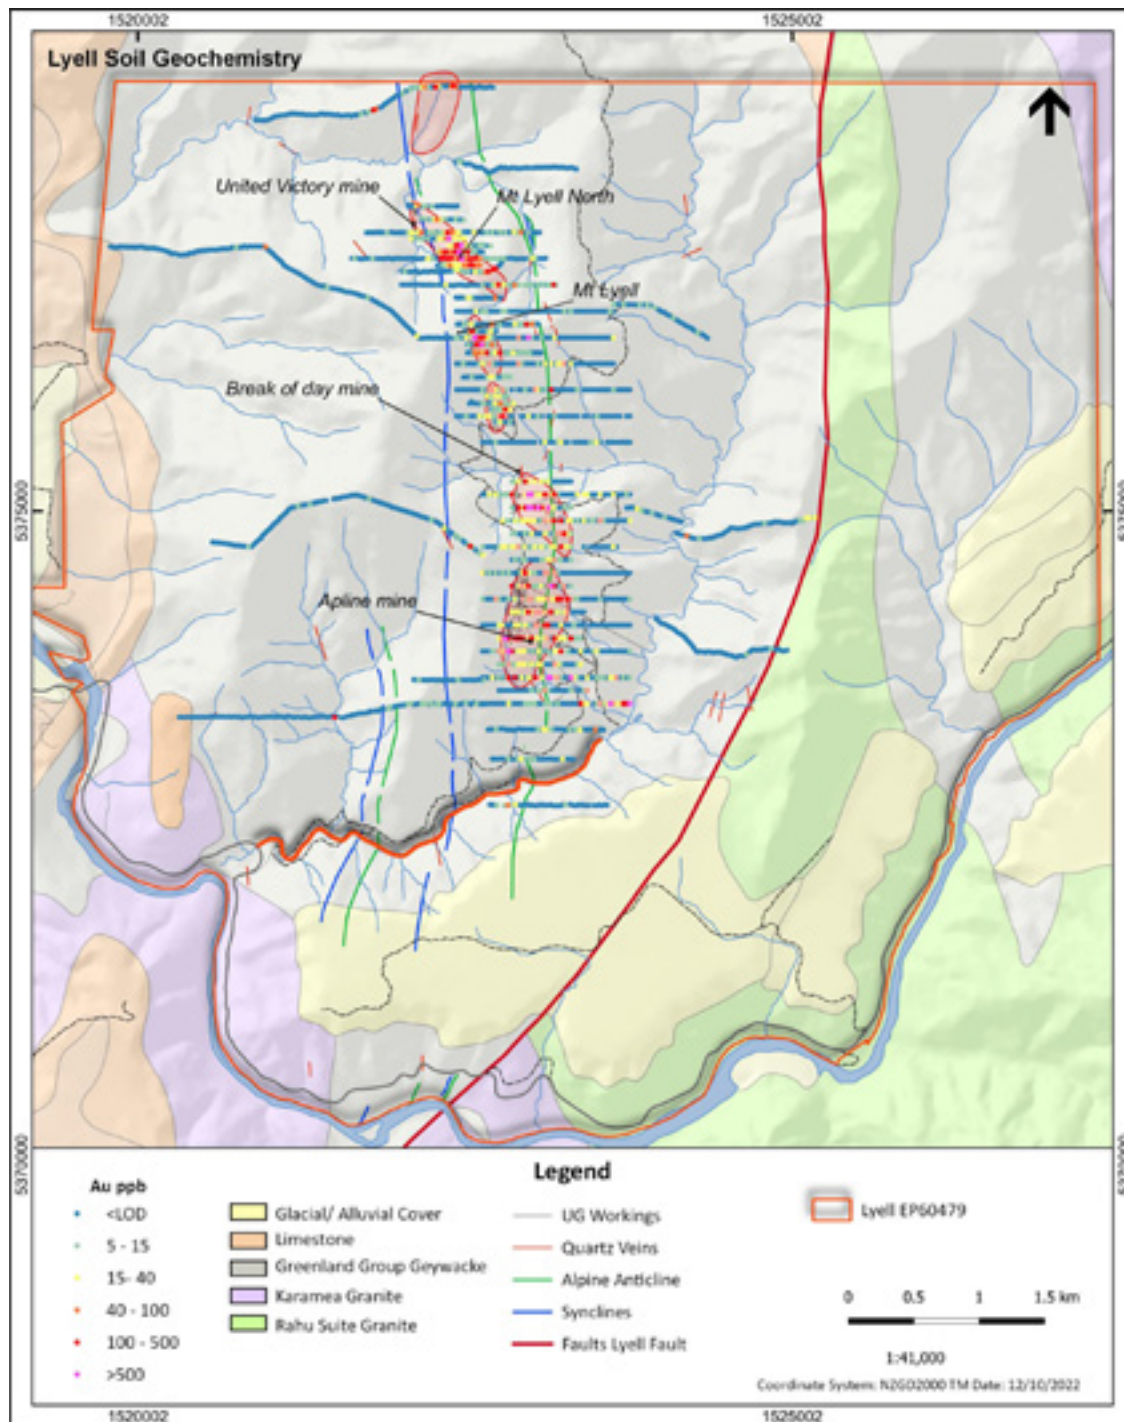 1520002
1525002
Lyell Soil Geochemistry
United Victory mine
Mt Lyell North
Mt Lyell
Break of day mine
5375000
5375000
Apline mine
5370000
5370000
Legend
Au ppb
<LOD
5 - 15
15- 40
40 - 100
100 - 500
>500
Glacial/ Alluvial Cover
Limestone
Greenland Group Geywacke
Karamea Granite
Rahu Suite Granite
UG Workings
Quartz Veins
Alpine Anticline
Synclines
Faults Lyell Fault
Lyell EP60479
0 0.5 1 1.5 km
1:41,000
Coordinate System: NZGD2000 TM Date: 12/10/2022
1520002
1525002